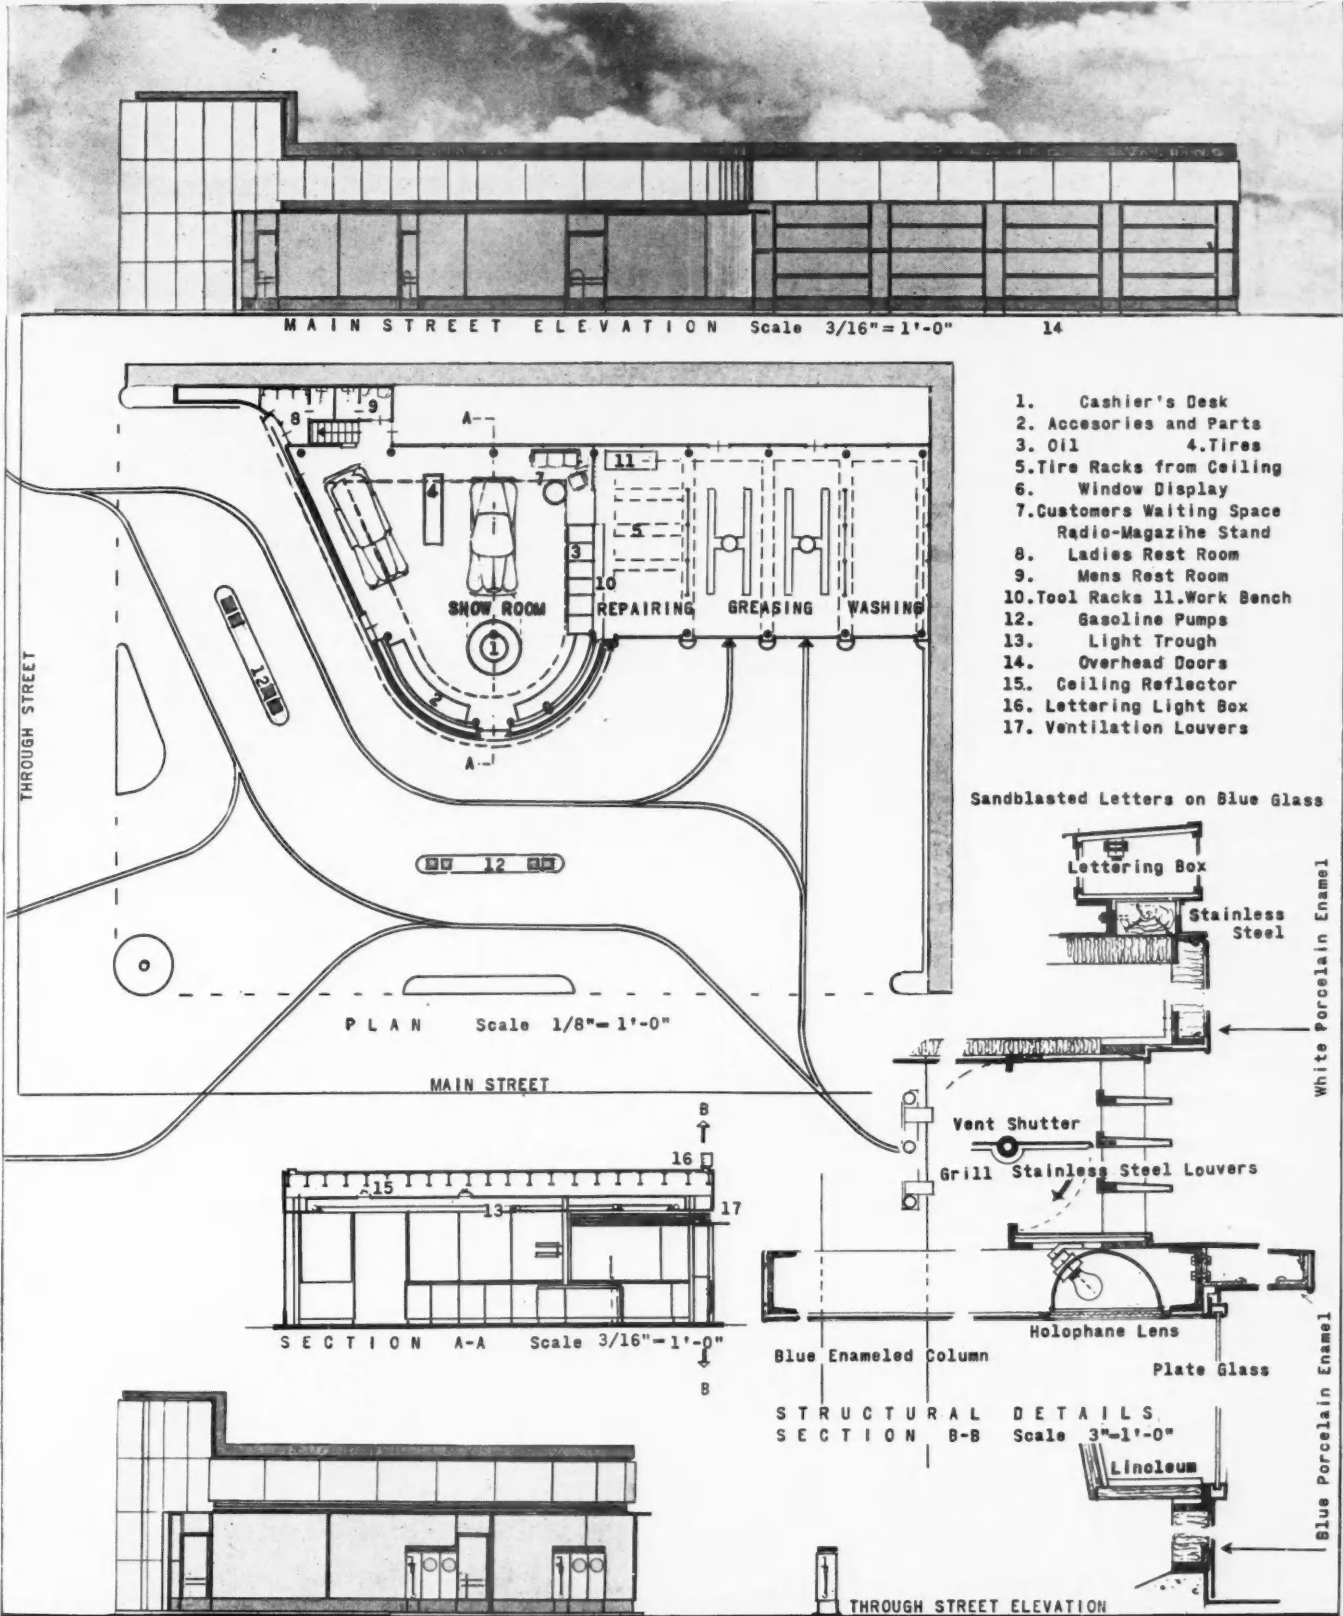 MAIN STREET ELEVATION Scale 3/16"= 1'-0" 14
1. Cashier's Desk
2. Accesories and Parts
3. Oil 4.Tires
5.Tire Racks from Ceiling
6. Window Display
7.Customers Waiting Space
Radio-Magazine Stand
8. Ladies Rest Room
9. Mens Rest Room
10.Tool Racks 11.Work Bench
12. Gasoline Pumps
13. Light Trough
14. Overhead Doors
15. Ceiling Reflector
16. Lettering Light Box
17. Ventilation Louvers
A
8
9
11
7
4
5
3
10
SHOW ROOM
REPAIRING
GREASING
WASHING
1
2
6
A
12
12
THROUGH STREET
PLAN Scale 1/8"= 1'-0"
MAIN STREET
Sandblasted Letters on Blue Glass
Lettering Box
Stainless
Steel
White Porcelain Enamel
Vent Shutter
Grill Stainless Steel Louvers
Holophane Lens
Blue Enameled Column
Plate Glass
Blue Porcelain Enamel
STRUCTURAL DETAILS
SECTION B-B Scale 3"=1'-0"
Linoleum
B
16
15
13
17
SECTION A-A Scale 3/16"= 1'-0"
B
THROUGH STREET ELEVATION